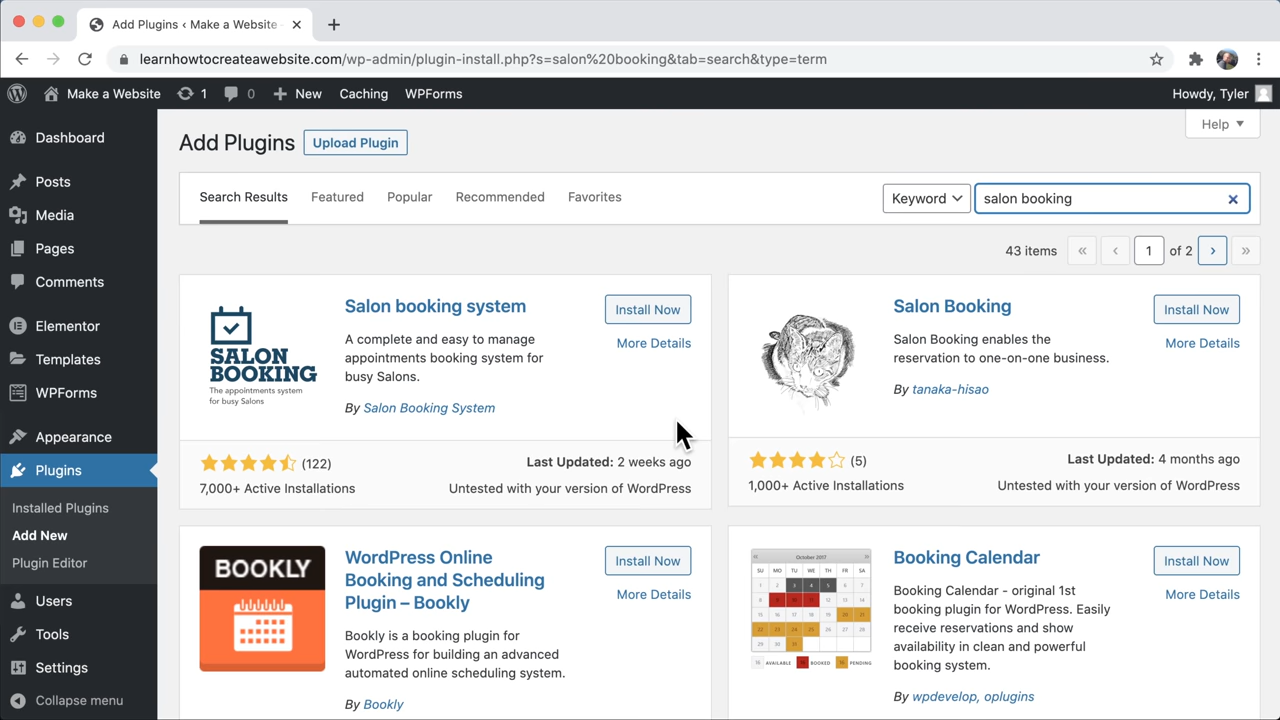 Add Plugins ‹ Make a Website
learnhowtocreateawebsite.com/wp-admin/plugin-install.php?s=salon%20booking&tab=search&type=term
Make a Website 1 0 New Caching WPForms Howdy, Tyler
Dashboard
Posts
Media
Pages
Comments
Elementor
Templates
WPForms
Appearance
Plugins
Installed Plugins
Add New
Plugin Editor
Users
Tools
Settings
Collapse menu
Help
Add Plugins Upload Plugin
Search Results Featured Popular Recommended Favorites Keyword salon booking
43 items « ‹ 1 of 2 › »
SALON
BOOKING
The appointments system
for busy Salons
Salon booking system
Install Now
More Details
A complete and easy to manage
appointments booking system for
busy Salons.
By Salon Booking System
(122)
7,000+ Active Installations
Last Updated: 2 weeks ago
Untested with your version of WordPress
Salon Booking
Install Now
More Details
Salon Booking enables the
reservation to one-on-one business.
By tanaka-hisao
(5)
1,000+ Active Installations
Last Updated: 4 months ago
Untested with your version of WordPress
BOOKLY
WordPress Online
Booking and Scheduling
Plugin – Bookly
Install Now
More Details
Bookly is a booking plugin for
WordPress for building an advanced
automated online scheduling system.
By Bookly
October 2017
SU MO TU WE TH FR SA
AVAILABLE BOOKED PENDING
Booking Calendar
Install Now
More Details
Booking Calendar - original 1st
booking plugin for WordPress. Easily
receive reservations and show
availability in clean and powerful
booking system.
By wpdevelop, oplugins